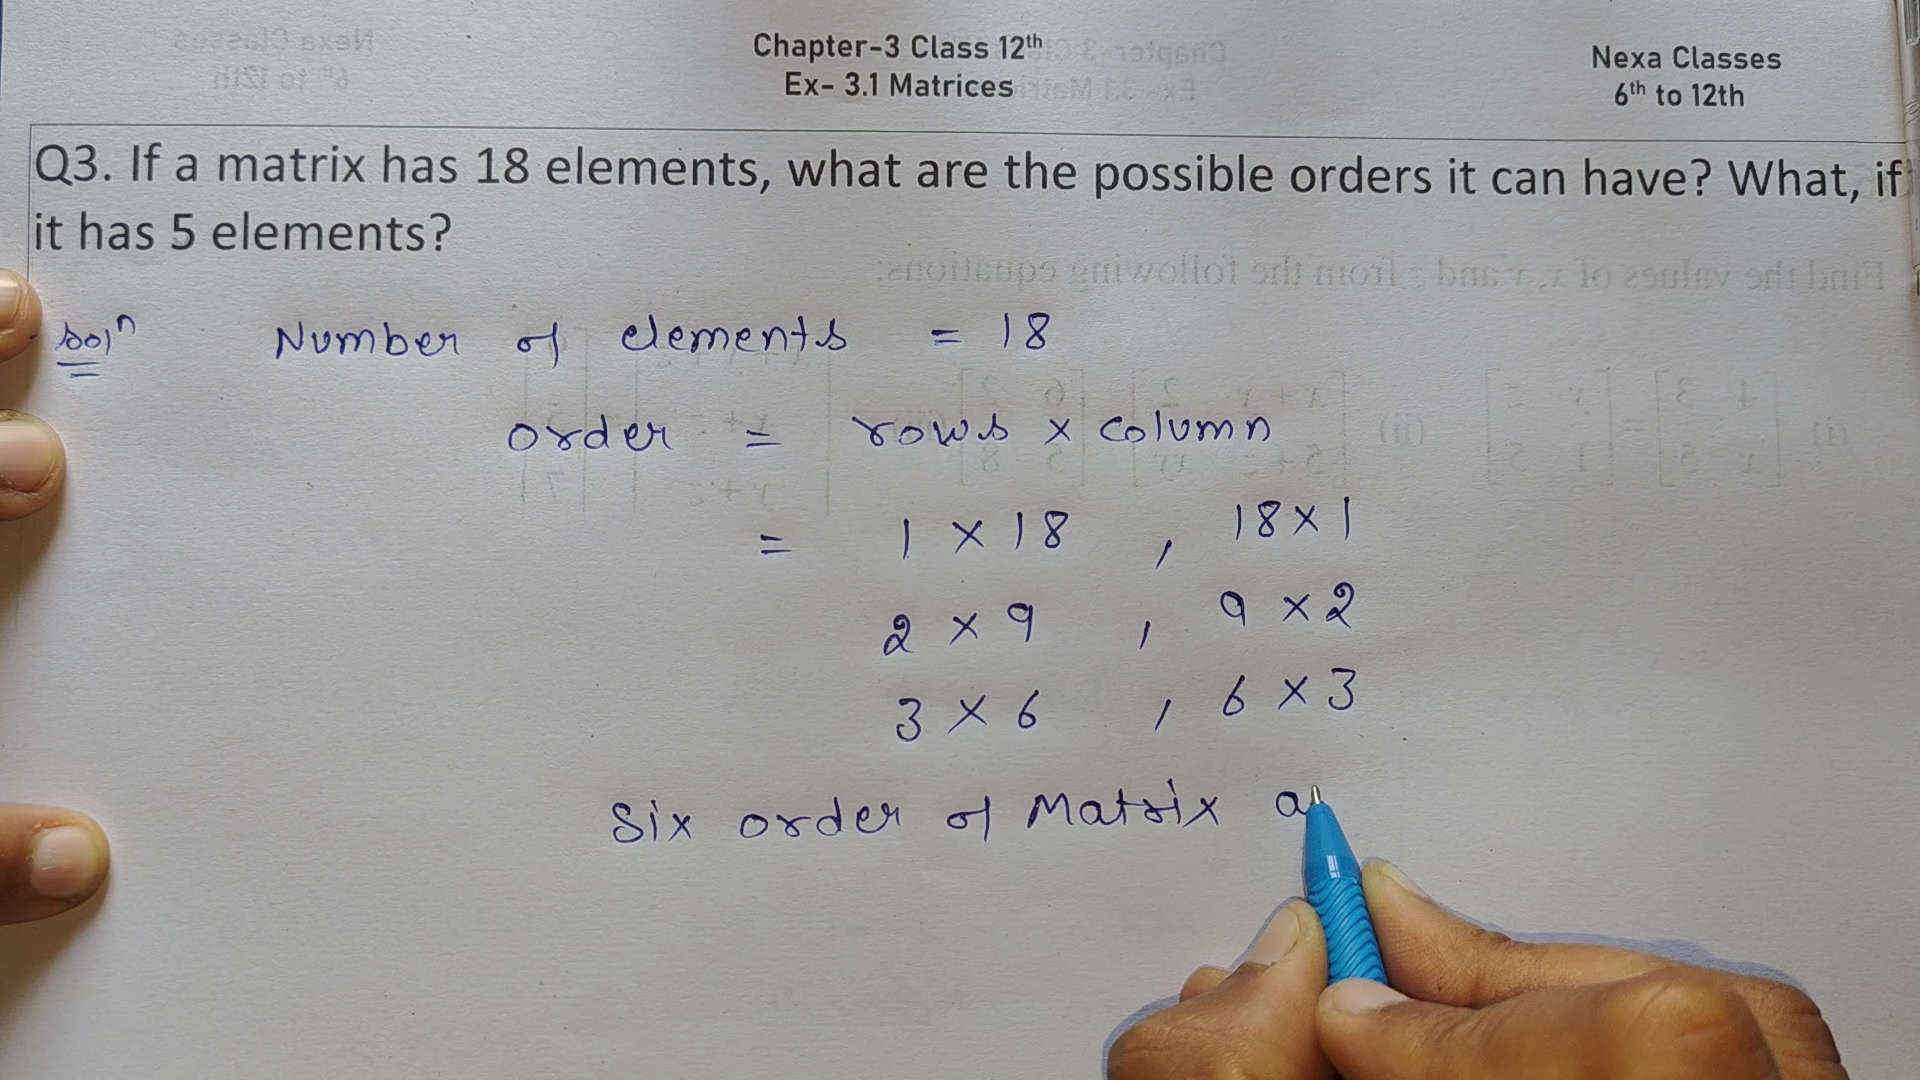 Chapter-3 Class 12th
Ex- 3.1 Matrices
Nexa Classes
6th to 12th
Q3. If a matrix has 18 elements, what are the possible orders it can have? What, if
it has 5 elements?
Solⁿ Number of elements = 18
order = rows × column
= 1 × 18 , 18 × 1
2 × 9 , 9 × 2
3 × 6 , 6 × 3
Six order of Matrix a